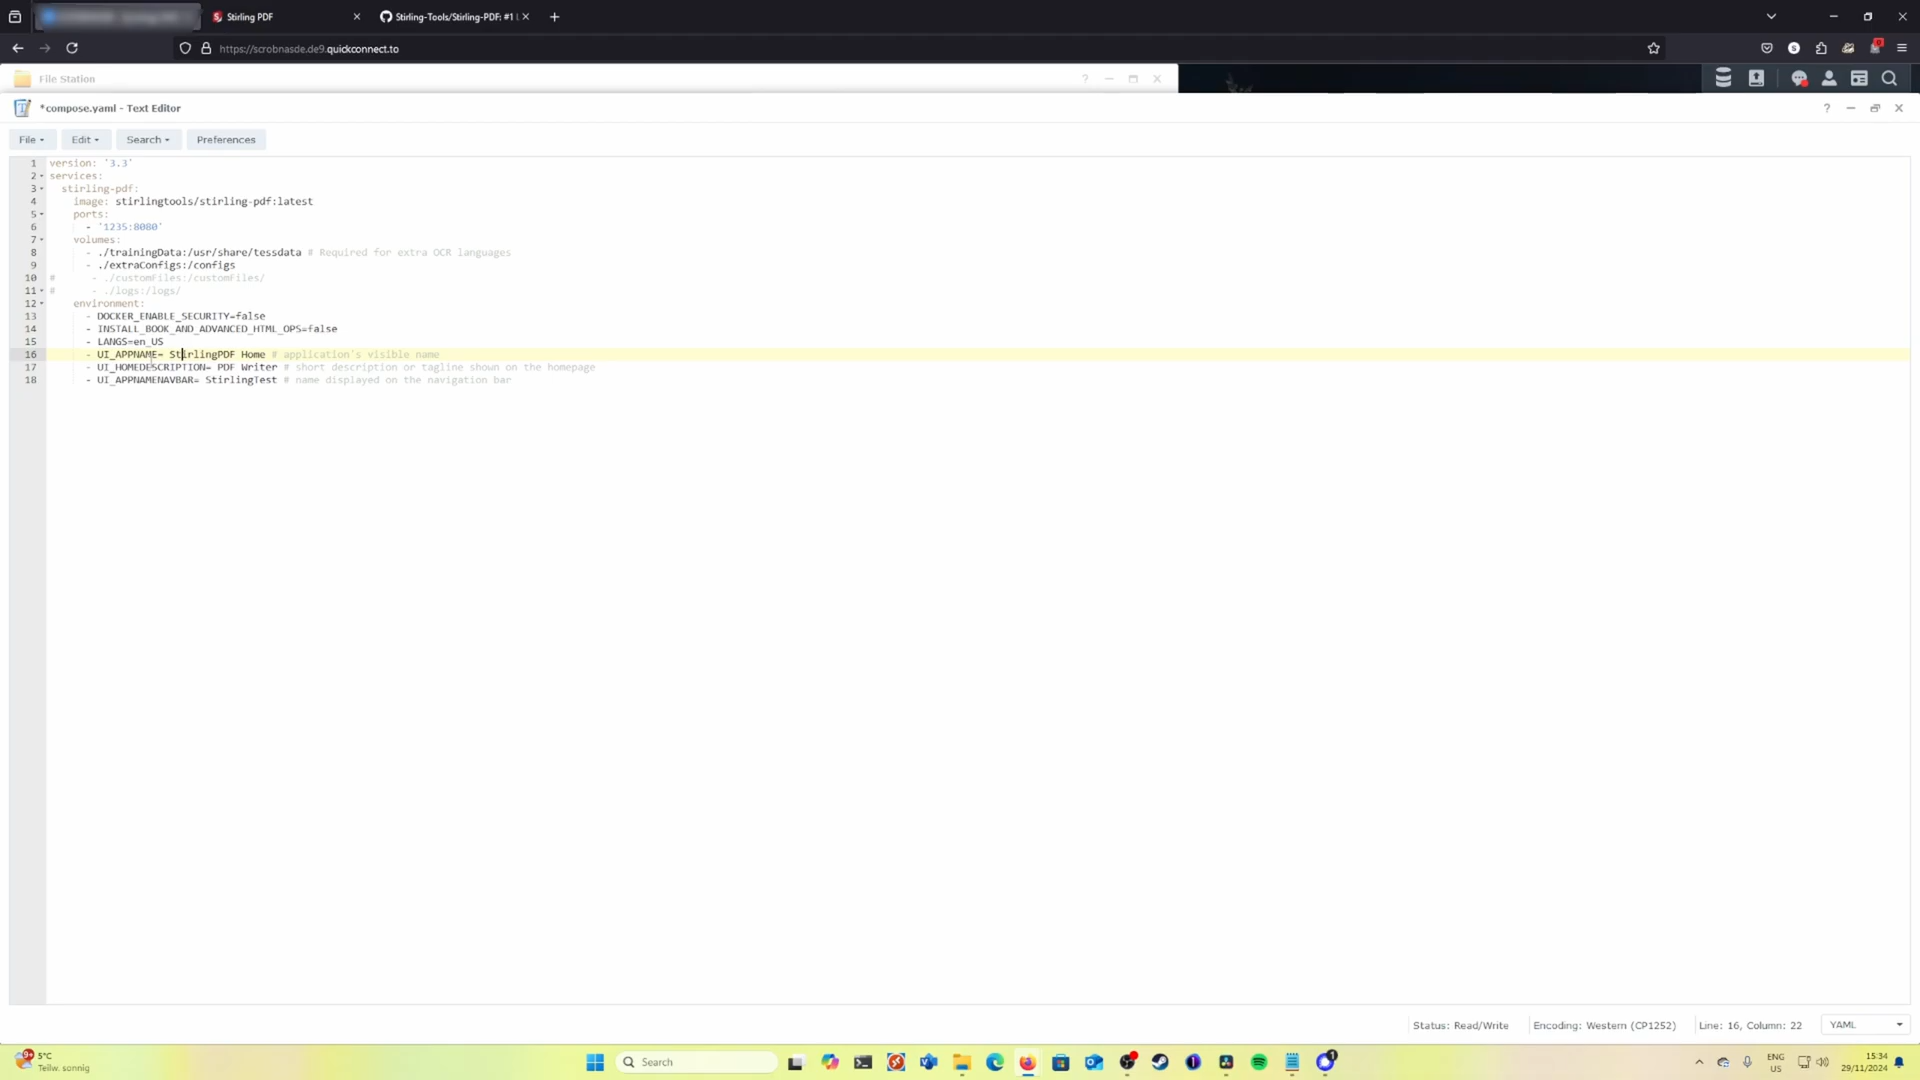 Stirling PDF
Stirling-Tools/Stirling-PDF: #1
https://scrobnasde.de9.quickconnect.to
File Station
*compose.yaml - Text Editor
File
Edit
Search
Preferences
1 version: '3.3'
2 services:
3 stirling-pdf:
4 image: stirlingtools/stirling-pdf:latest
5 ports:
6 - '1235:8080'
7 volumes:
8 - ./trainingData:/usr/share/tessdata # Required for extra OCR languages
9 - ./extraConfigs:/configs
10 # - ./customFiles:/customFiles/
11 # - ./logs:/logs/
12 environment:
13 - DOCKER_ENABLE_SECURITY=false
14 - INSTALL_BOOK_AND_ADVANCED_HTML_OPS=false
15 - LANGS=en_US
16 - UI_APPNAME= StirlingPDF Home # application's visible name
17 - UI_HOMEDESCRIPTION= PDF Writer # short description or tagline shown on the homepage
18 - UI_APPNAMENAVBAR= StirlingTest # name displayed on the navigation bar
Status: Read/Write
Encoding: Western (CP1252)
Line: 16, Column: 22
YAML
5°C
Teilw. sonnig
Search
1
ENG
US
15:34
29/11/2024